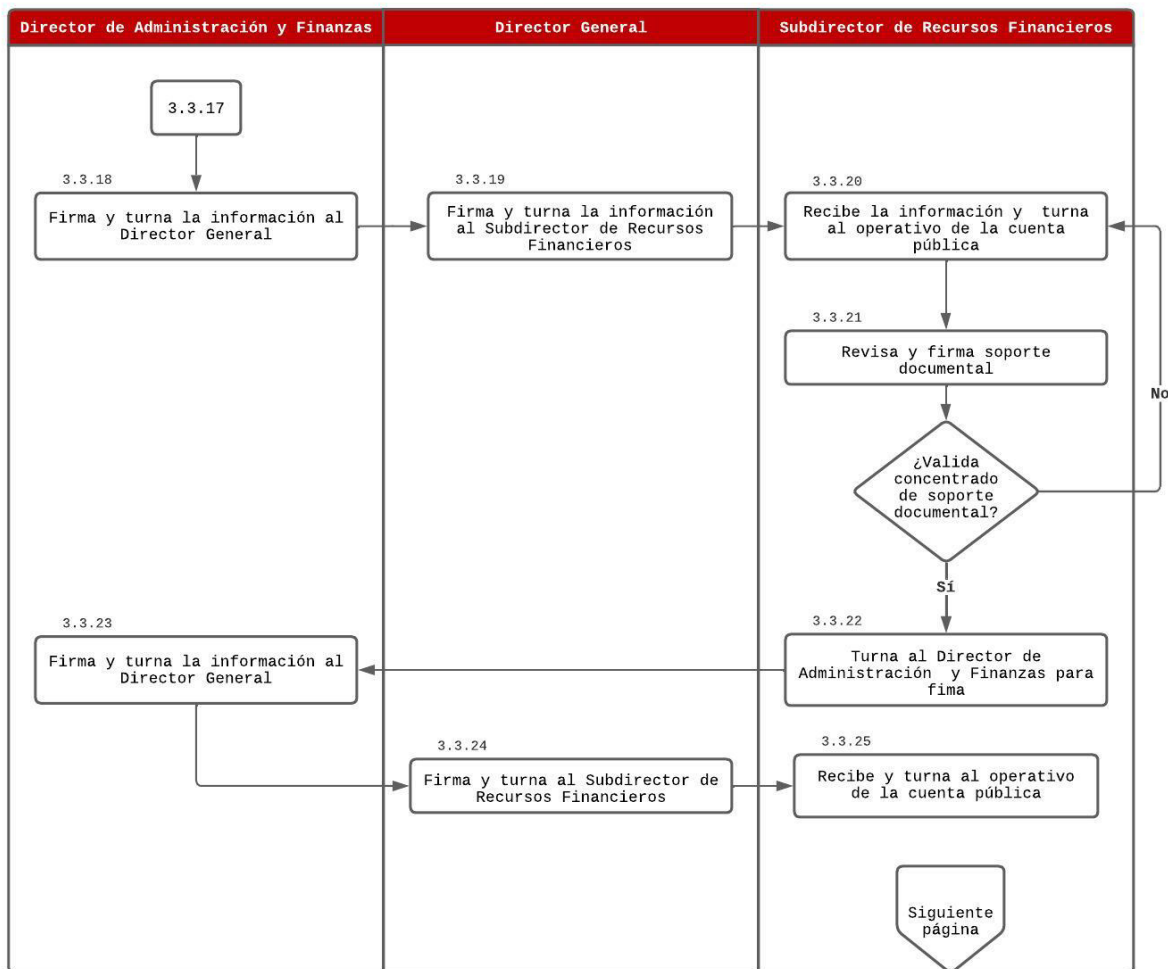 Director de Administración y Finanzas
Director General
Subdirector de Recursos Financieros
3.3.17
3.3.18
Firma y turna la información al
Director General
3.3.19
Firma y turna la información
al Subdirector de Recursos
Financieros
3.3.20
Recibe la información y turna
al operativo de la cuenta
pública
3.3.21
Revisa y firma soporte
documental
No
¿Valida
concentrado
de soporte
documental?
Sí
3.3.22
Turna al Director de
Administración y Finanzas para
fima
3.3.23
Firma y turna la información al
Director General
3.3.24
Firma y turna al Subdirector de
Recursos Financieros
3.3.25
Recibe y turna al operativo
de la cuenta pública
Siguiente
página